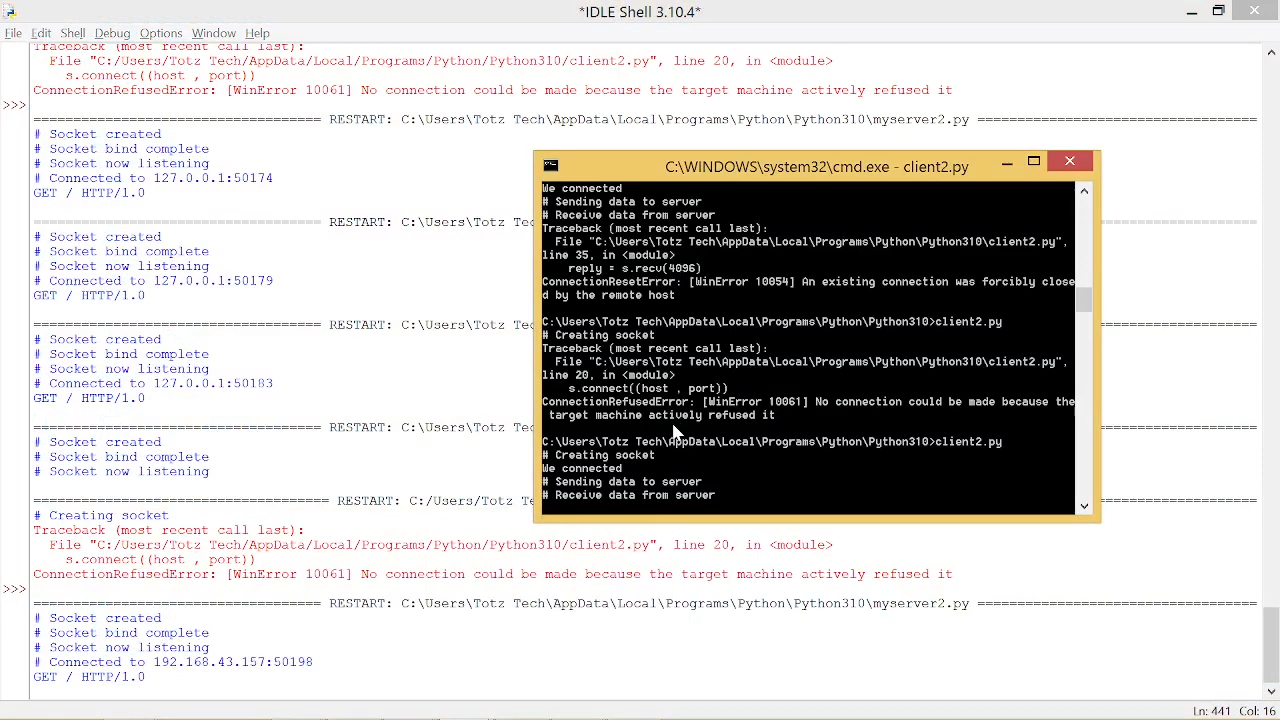 *IDLE Shell 3.10.4*
File Edit Shell Debug Options Window Help
Traceback (most recent call last):
File "C:/Users/Totz Tech/AppData/Local/Programs/Python/Python310/client2.py", line 20, in <module>
s.connect((host , port))
ConnectionRefusedError: [WinError 10061] No connection could be made because the target machine actively refused it
>>>
==================================== RESTART: C:\Users\Totz Tech\AppData\Local\Programs\Python\Python310\myserver2.py ===================================
# Socket created
# Socket bind complete
# Socket now listening
# Connected to 127.0.0.1:50174
GET / HTTP/1.0
==================================== RESTART: C:\Users\Totz Te ====================
# Socket created
# Socket bind complete
# Socket now listening
# Connected to 127.0.0.1:50179
GET / HTTP/1.0
==================================== RESTART: C:\Users\Totz Te ====================
# Socket created
# Socket bind complete
# Socket now listening
# Connected to 127.0.0.1:50183
GET / HTTP/1.0
==================================== RESTART: C:\Users\Totz Te ====================
# Socket created
# Socket bind complete
# Socket now listening
===================================== RESTART: C:/Users/Totz Te ====================
# Creating socket
Traceback (most recent call last):
File "C:/Users/Totz Tech/AppData/Local/Programs/Python/Python310/client2.py", line 20, in <module>
s.connect((host , port))
ConnectionRefusedError: [WinError 10061] No connection could be made because the target machine actively refused it
>>>
==================================== RESTART: C:\Users\Totz Tech\AppData\Local\Programs\Python\Python310\myserver2.py ===================================
# Socket created
# Socket bind complete
# Socket now listening
# Connected to 192.168.43.157:50198
GET / HTTP/1.0
Ln: 441 Col: 16
C:\WINDOWS\system32\cmd.exe - client2.py
We connected
# Sending data to server
# Receive data from server
Traceback (most recent call last):
File "C:\Users\Totz Tech\AppData\Local\Programs\Python\Python310\client2.py",
line 35, in <module>
reply = s.recv(4096)
ConnectionResetError: [WinError 10054] An existing connection was forcibly close
d by the remote host
C:\Users\Totz Tech\AppData\Local\Programs\Python\Python310>client2.py
# Creating socket
Traceback (most recent call last):
File "C:\Users\Totz Tech\AppData\Local\Programs\Python\Python310\client2.py",
line 20, in <module>
s.connect((host , port))
ConnectionRefusedError: [WinError 10061] No connection could be made because the
target machine actively refused it
C:\Users\Totz Tech\AppData\Local\Programs\Python\Python310>client2.py
# Creating socket
We connected
# Sending data to server
# Receive data from server